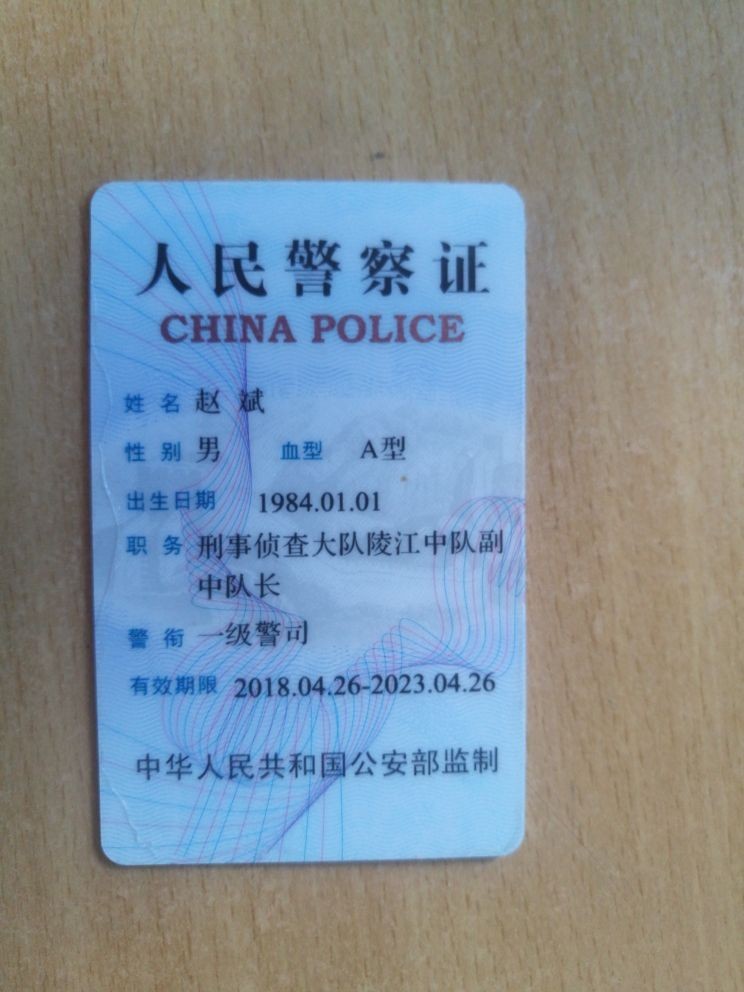 人民警察证
CHINA POLICE
姓名 赵斌
性别 男 血型 A型
出生日期 1984.01.01
职务 刑事侦查大队陵江中队副
中队长
警衔 一级警司
有效期限 2018.04.26-2023.04.26
中华人民共和国公安部监制